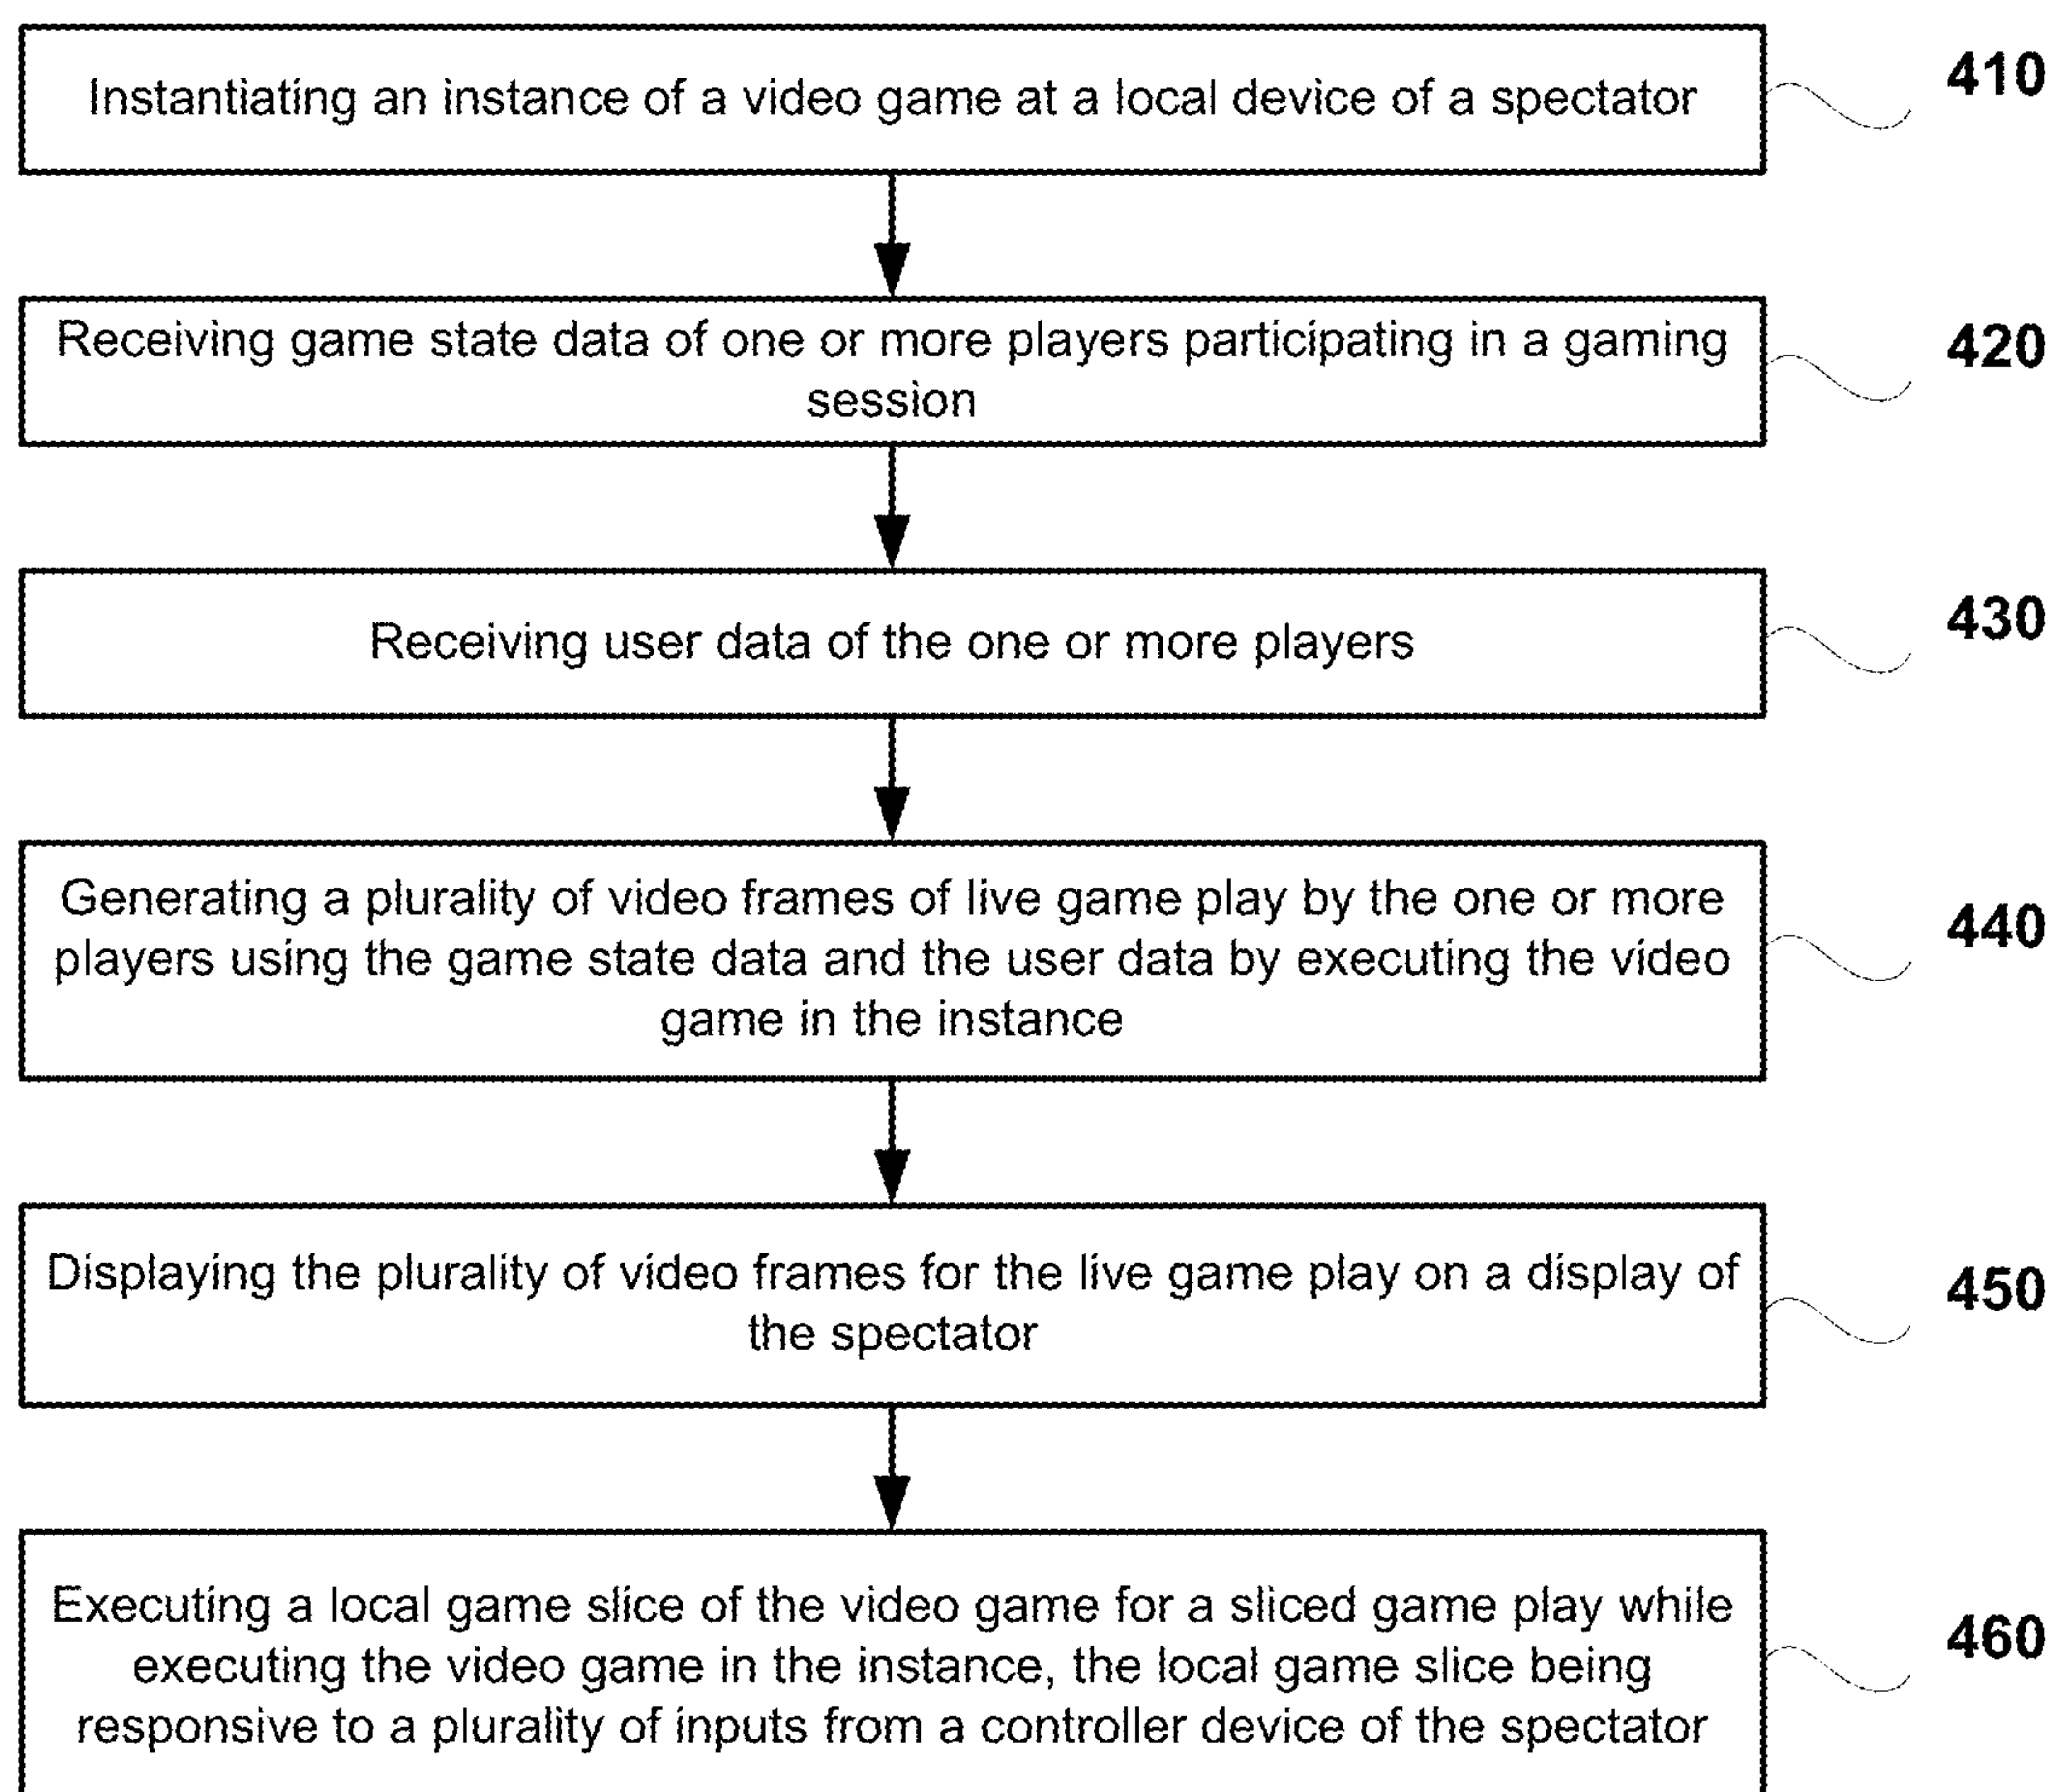 Instantiating an instance of a video game at a local device of a spectator
410
Receiving game state data of one or more players participating in a gaming
session
420
Receiving user data of the one or more players
430
Generating a plurality of video frames of live game play by the one or more
players using the game state data and the user data by executing the video
game in the instance
440
Displaying the plurality of video frames for the live game play on a display of
the spectator
450
Executing a local game slice of the video game for a sliced game play while
executing the video game in the instance, the local game slice being
responsive to a plurality of inputs from a controller device of the spectator
460